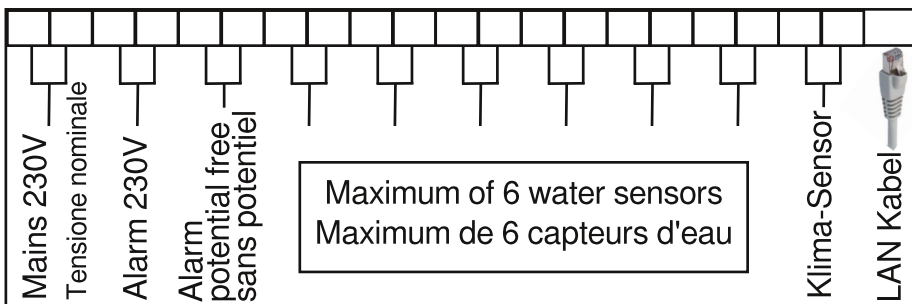 Mains 230V
Tensione nominale
Alarm 230V
Alarm
potential free
sans potentiel
Maximum of 6 water sensors
Maximum de 6 capteurs d'eau
Klima-Sensor
LAN Kabel